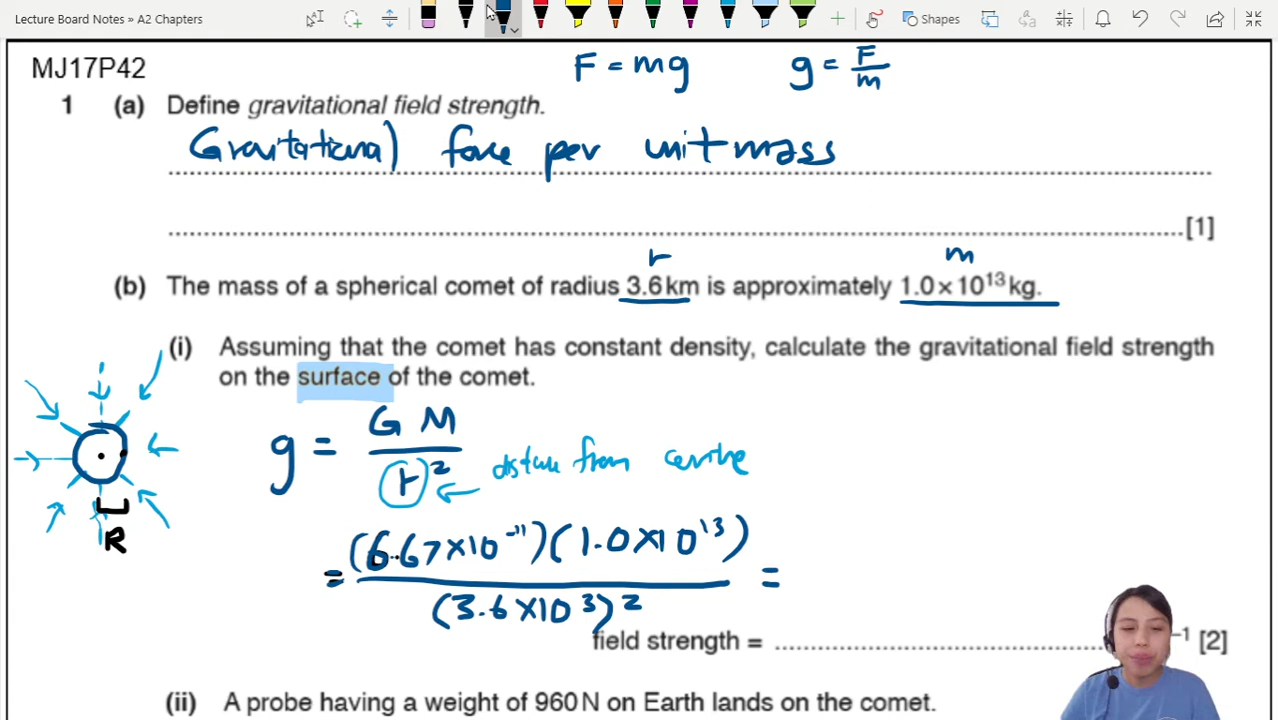 Lecture Board Notes » A2 Chapters
Shapes
MJ17P42
F = mg g = F/m
1 (a) Define gravitational field strength.
Gravitational force per unit mass
[1]
r m
(b) The mass of a spherical comet of radius 3.6 km is approximately 1.0 × 10¹³ kg.
(i) Assuming that the comet has constant density, calculate the gravitational field strength
on the surface of the comet.
g = GM/r² distance from centre
R
= (6.67×10⁻¹¹)(1.0×10¹³)/(3.6×10³)² =
field strength = ⁻¹ [2]
(ii) A probe having a weight of 960 N on Earth lands on the comet.